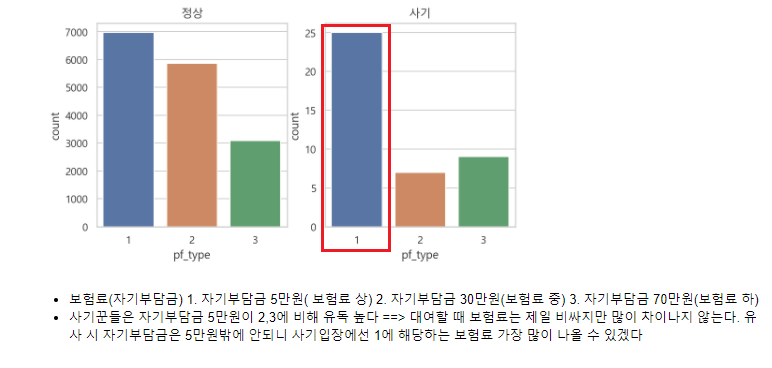 정상 사기
7000
6000
5000
4000
3000
2000
1000
0
count
1 2 3
pf_type
25
20
15
10
5
0
count
1 2 3
pf_type
• 보험료(자기부담금) 1. 자기부담금 5만원( 보험료 상) 2. 자기부담금 30만원(보험료 중) 3. 자기부담금 70만원(보험료 하)
• 사기꾼들은 자기부담금 5만원이 2,3에 비해 유독 높다 ==> 대여할 때 보험료는 제일 비싸지만 많이 차이나지 않는다. 유
사 시 자기부담금은 5만원밖에 안되니 사기입장에선 1에 해당하는 보험료 가장 많이 나올 수 있겠다